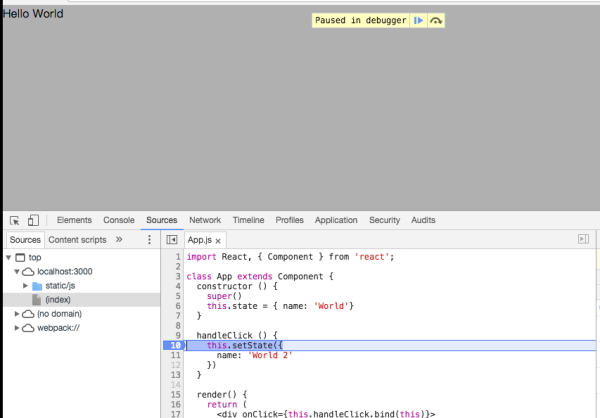 Hello World
Paused in debugger
Elements Console Sources Network Timeline Profiles Application Security Audits
Sources Content scripts »
App.js ×
top
localhost:3000
static/js
(index)
(no domain)
webpack://
1 import React, { Component } from 'react';
2
3 class App extends Component {
4 constructor () {
5 super()
6 this.state = { name: 'World'}
7 }
8
9 handleClick () {
10 this.setState({
11 name: 'World 2'
12 })
13 }
14
15 render() {
16 return (
17 <div onClick={this.handleClick.bind(this)}>